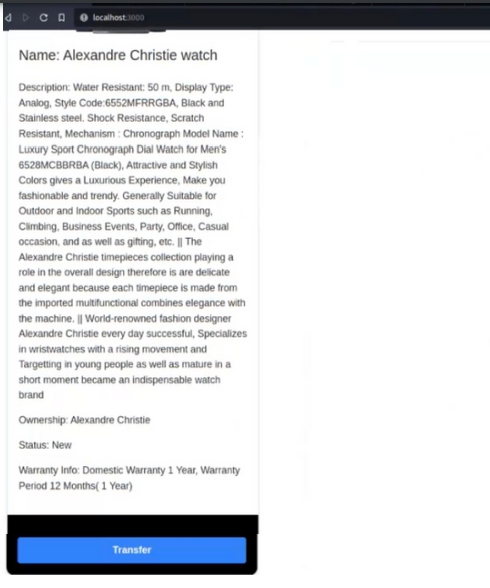 localhost:3000
Name: Alexandre Christie watch
Description: Water Resistant: 50 m, Display Type:
Analog, Style Code:6552MFRRGBA, Black and
Stainless steel. Shock Resistance, Scratch
Resistant, Mechanism : Chronograph Model Name :
Luxury Sport Chronograph Dial Watch for Men's
6528MCBBRBA (Black), Attractive and Stylish
Colors gives a Luxurious Experience, Make you
fashionable and trendy. Generally Suitable for
Outdoor and Indoor Sports such as Running,
Climbing, Business Events, Party, Office, Casual
occasion, and as well as gifting, etc. || The
Alexandre Christie timepieces collection playing a
role in the overall design therefore is are delicate
and elegant because each timepiece is made from
the imported multifunctional combines elegance with
the machine. || World-renowned fashion designer
Alexandre Christie every day successful, Specializes
in wristwatches with a rising movement and
Targetting in young people as well as mature in a
short moment became an indispensable watch
brand
Ownership: Alexandre Christie
Status: New
Warranty Info: Domestic Warranty 1 Year, Warranty
Period 12 Months( 1 Year)
Transfer